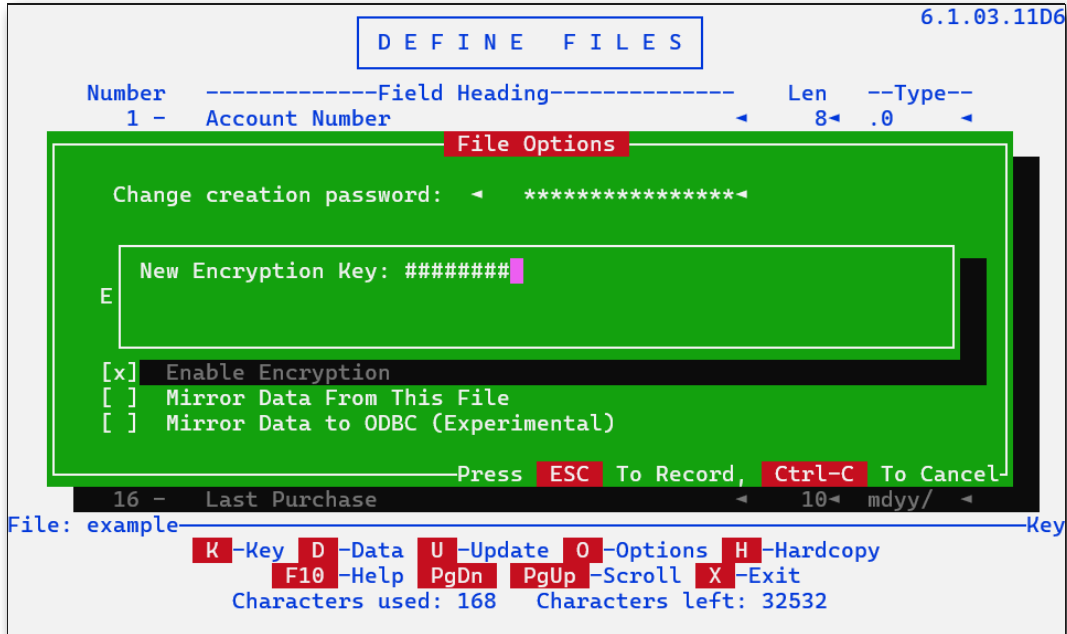 6.1.03.11D6
D E F I N E   F I L E S
Number  -------------Field Heading--------------    Len   --Type--
1 -   Account Number ◄ 8◄ .0 ◄
File Options
Change creation password: ◄ ****************◄
New Encryption Key: ########
E
[x] Enable Encryption
[ ] Mirror Data From This File
[ ] Mirror Data to ODBC (Experimental)
Press ESC To Record, Ctrl-C To Cancel
16 -   Last Purchase ◄ 10◄ mdyy/ ◄
File: example Key
K -Key D -Data U -Update O -Options H -Hardcopy
F10 -Help PgDn PgUp -Scroll X -Exit
Characters used: 168   Characters left: 32532